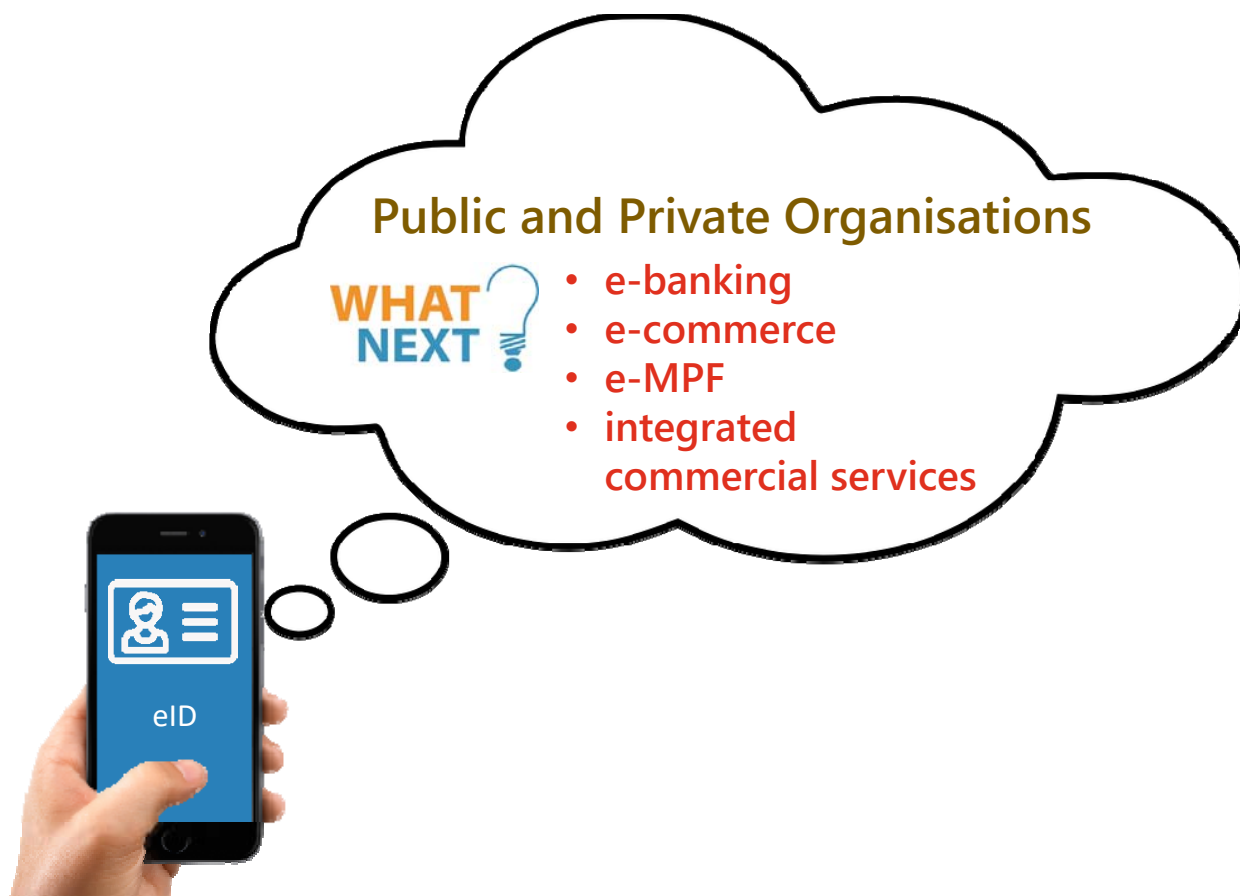 Public and Private Organisations
WHAT
NEXT
• e-banking
• e-commerce
• e-MPF
• integrated
commercial services
eID